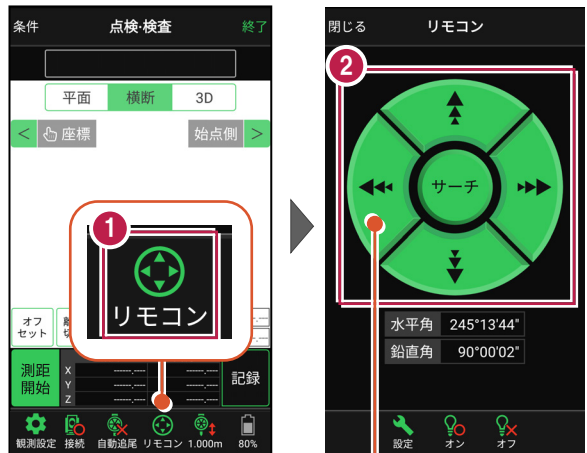 条件 点検・検査 終了
平面 横断 3D
< 座標 始点側 >
1
リモコン
オフ
セット
測距
開始
X -----.--- -----.---
Y -----.--- -----.---
Z -----.--- -----.---
記録
観測設定 接続 自動追尾 リモコン 1.000m 80%
閉じる リモコン
2
サーチ
水平角 245°13'44"
鉛直角 90°00'02"
設定 オン オフ